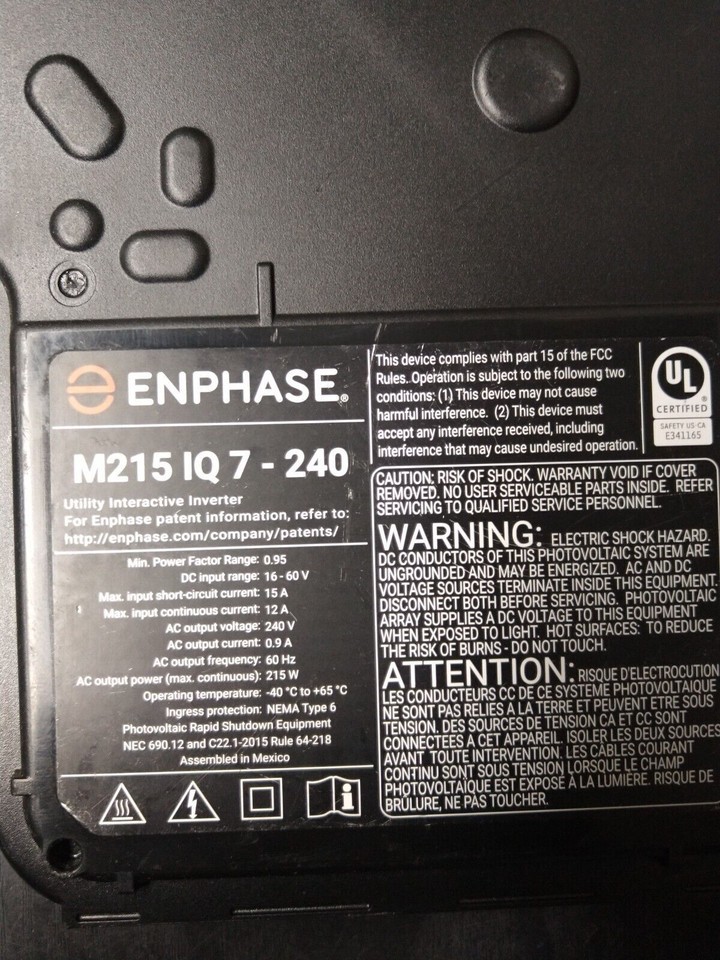 ENPHASE®
M215 IQ 7 - 240
Utility Interactive Inverter
For Enphase patent information, refer to:
http://enphase.com/company/patents/
Min. Power Factor Range: 0.95
DC input range: 16 - 60 V
Max. input short-circuit current: 15 A
Max. input continuous current: 12 A
AC output voltage: 240 V
AC output current: 0.9 A
AC output frequency: 60 Hz
AC output power (max. continuous): 215 W
Operating temperature: -40 °C to +65 °C
Ingress protection: NEMA Type 6
Photovoltaic Rapid Shutdown Equipment
NEC 690.12 and C22.1-2015 Rule 64-218
Assembled in Mexico
This device complies with part 15 of the FCC
Rules. Operation is subject to the following two
conditions: (1) This device may not cause
harmful interference. (2) This device must
accept any interference received, including
interference that may cause undesired operation.
UL
®
CERTIFIED
SAFETY US-CA
E341165
CAUTION: RISK OF SHOCK. WARRANTY VOID IF COVER
REMOVED. NO USER SERVICEABLE PARTS INSIDE. REFER
SERVICING TO QUALIFIED SERVICE PERSONNEL.
WARNING: ELECTRIC SHOCK HAZARD.
DC CONDUCTORS OF THIS PHOTOVOLTAIC SYSTEM ARE
UNGROUNDED AND MAY BE ENERGIZED. AC AND DC
VOLTAGE SOURCES TERMINATE INSIDE THIS EQUIPMENT.
DISCONNECT BOTH BEFORE SERVICING. PHOTOVOLTAIC
ARRAY SUPPLIES A DC VOLTAGE TO THIS EQUIPMENT
WHEN EXPOSED TO LIGHT. HOT SURFACES: TO REDUCE
THE RISK OF BURNS - DO NOT TOUCH.
ATTENTION: RISQUE D'ELECTROCUTION
LES CONDUCTEURS CC DE CE SYSTEME PHOTOVOLTAIQUE
NE SONT PAS RELIES A LA TERRE ET PEUVENT ETRE SOUS
TENSION. DES SOURCES DE TENSION CA ET CC SONT
CONNECTEES A CET APPAREIL. ISOLER LES DEUX SOURCES
AVANT TOUTE INTERVENTION. LES CÂBLES COURANT
CONTINU SONT SOUS TENSION LORSQUE LE CHAMP
PHOTOVOLTAÏQUE EST EXPOSÉ À LA LUMIÈRE. RISQUE DE
BRÛLURE, NE PAS TOUCHER.